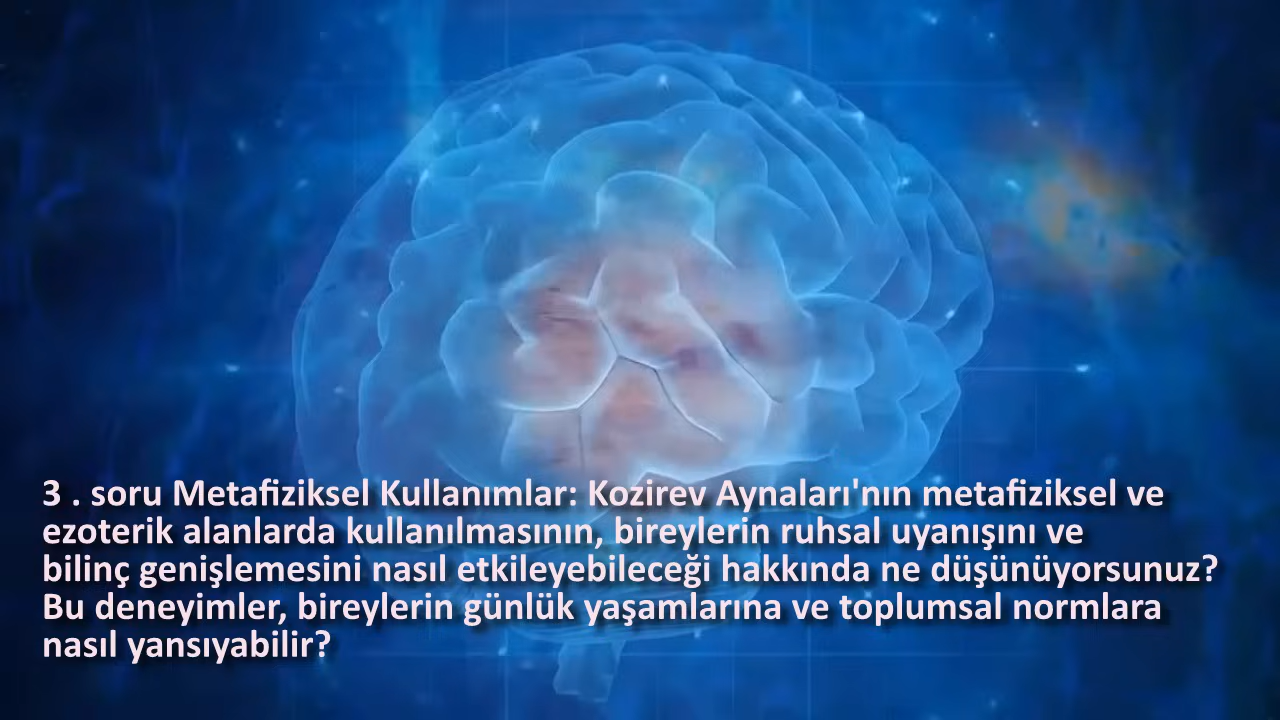 3 . soru Metafiziksel Kullanımlar: Kozirev Aynaları'nın metafiziksel ve
ezoterik alanlarda kullanılmasının, bireylerin ruhsal uyanışını ve
bilinç genişlemesini nasıl etkileyebileceği hakkında ne düşünüyorsunuz?
Bu deneyimler, bireylerin günlük yaşamlarına ve toplumsal normlara
nasıl yansıyabilir?